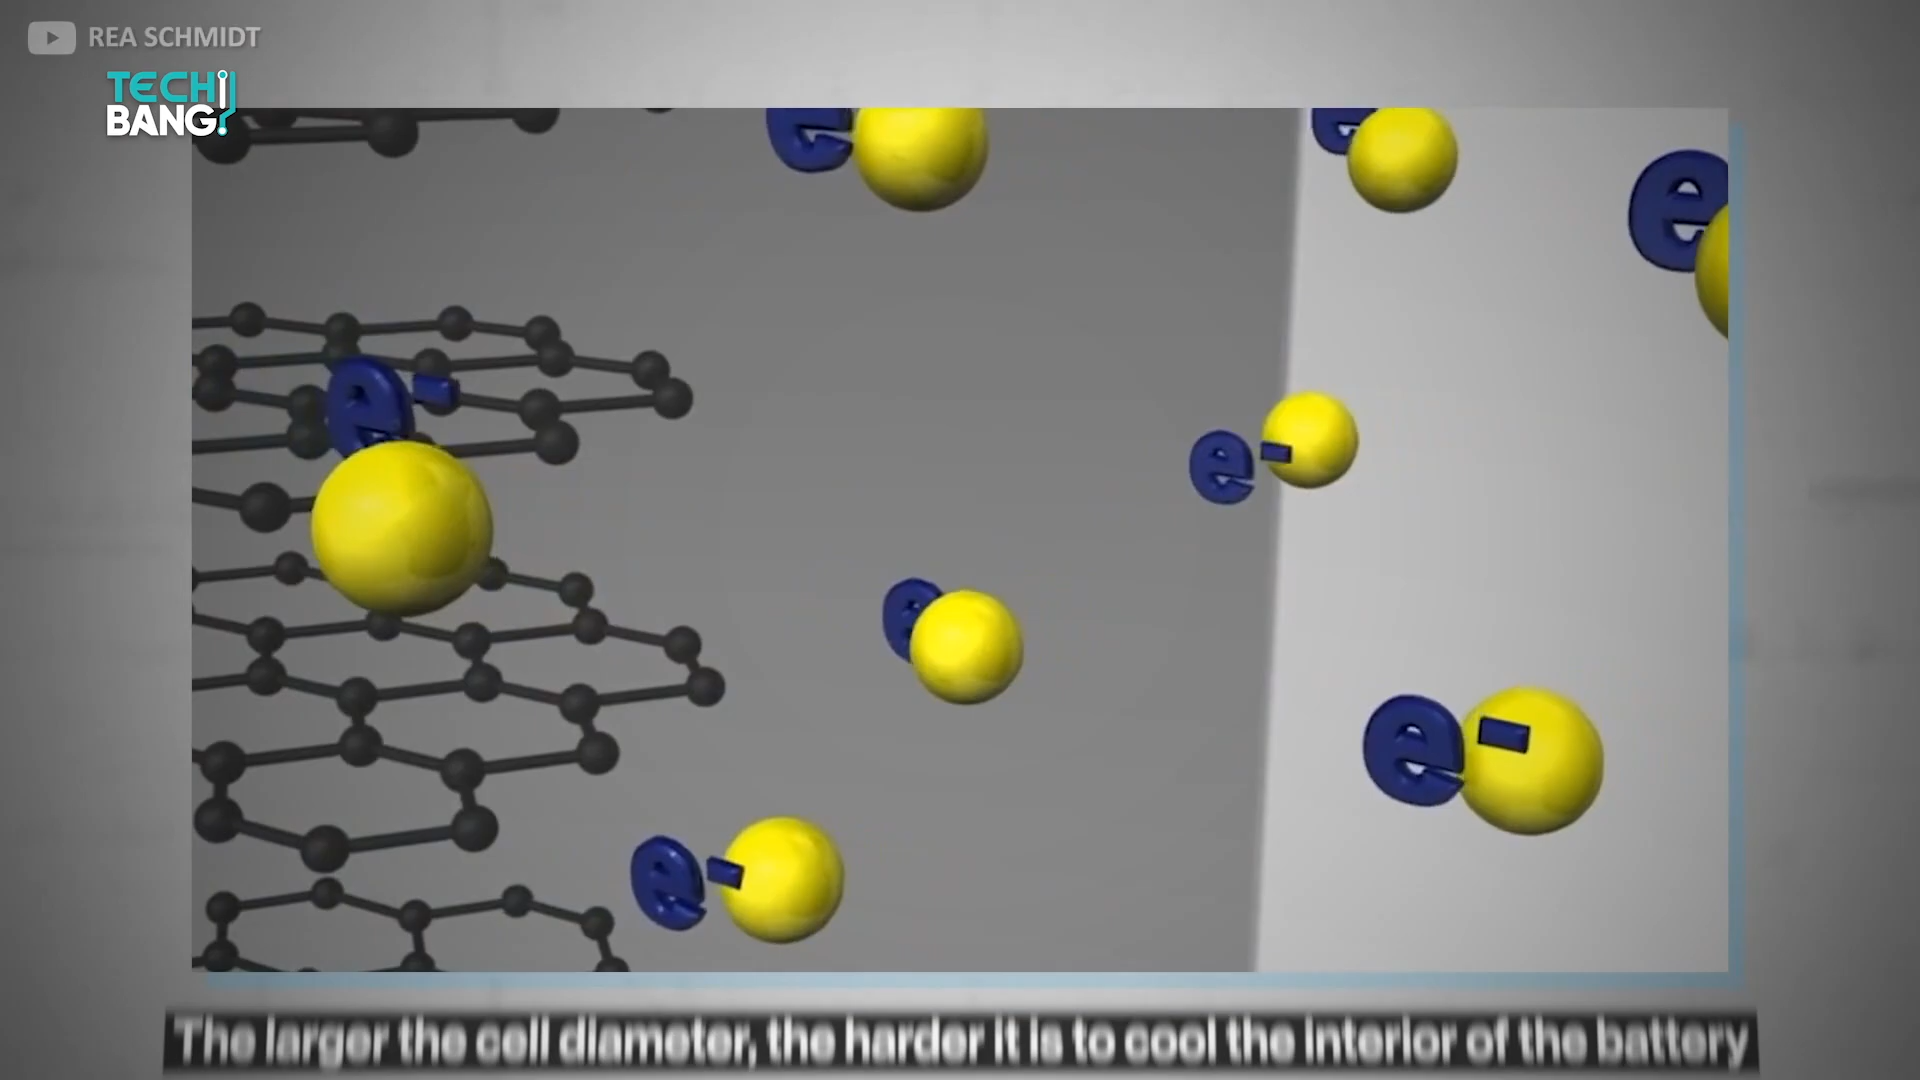 REA SCHMIDT
TECH
BANG!
e
e
e
e-
e-
e
e-
e-
The larger the cell diameter, the harder it is to cool the interior of the battery